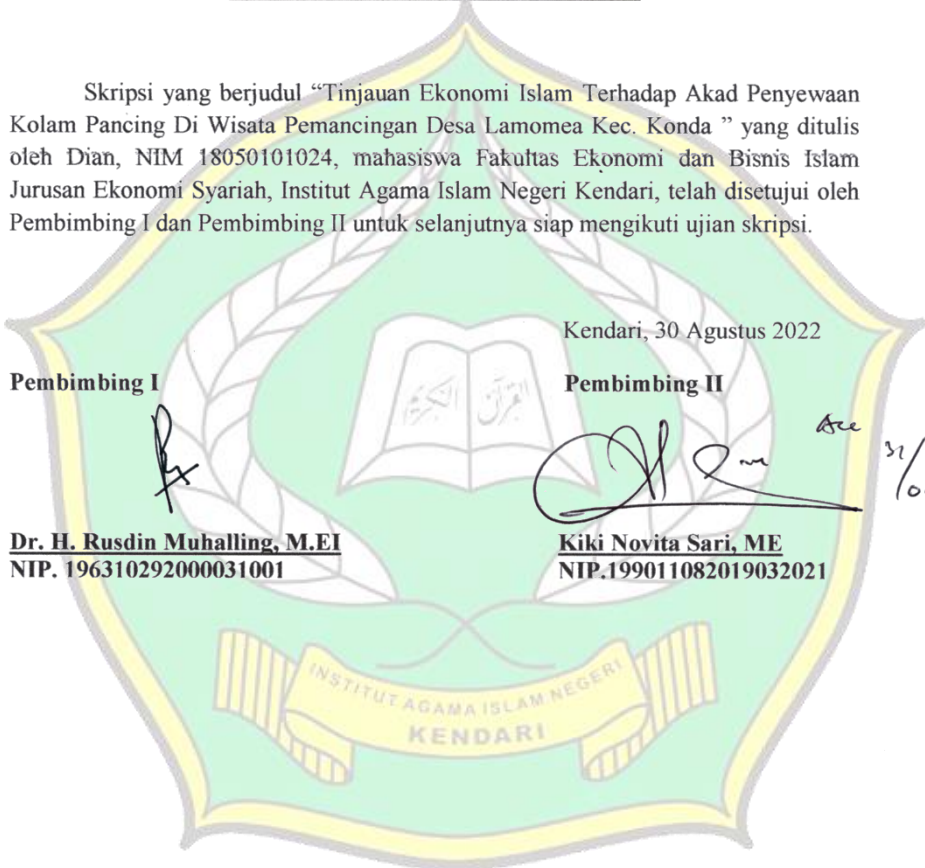 Skripsi yang berjudul “Tinjauan Ekonomi Islam Terhadap Akad Penyewaan
Kolam Pancing Di Wisata Pemancingan Desa Lamomea Kec. Konda ” yang ditulis
oleh Dian, NIM 18050101024, mahasiswa Fakultas Ekonomi dan Bisnis Islam
Jurusan Ekonomi Syariah, Institut Agama Islam Negeri Kendari, telah disetujui oleh
Pembimbing I dan Pembimbing II untuk selanjutnya siap mengikuti ujian skripsi.
Kendari, 30 Agustus 2022
Pembimbing I
Pembimbing II
القرآن الكريم
31/
Dr. H. Rusdin Muhalling, M.EI
NIP. 196310292000031001
Kiki Novita Sari, ME
NIP.199011082019032021
INSTITUT AGAMA ISLAM NEGERI
KENDARI